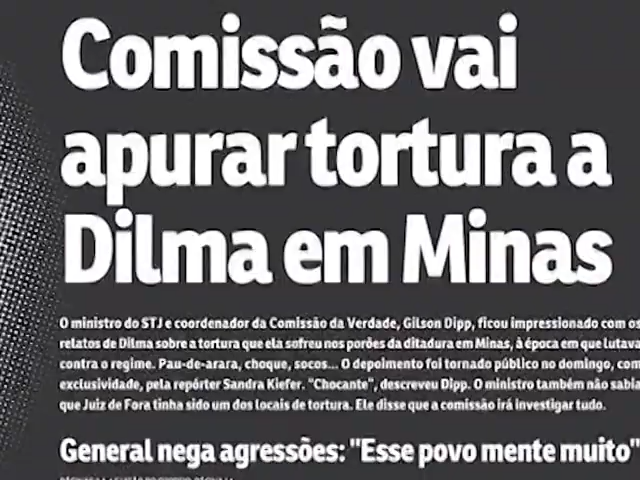 Comissão vai
apurar tortura a
Dilma em Minas
O ministro do STJ e coordenador da Comissão da Verdade, Gilson Dipp, ficou impressionado com os
relatos de Dilma sobre a tortura que ela sofreu nos porões da ditadura em Minas, à época em que lutava
contra o regime. Pau-de-arara, choque, socos... O depoimento foi tornado público no domingo, com
exclusividade, pela repórter Sandra Kiefer. "Chocante", descreveu Dipp. O ministro também não sabia
que Juiz de Fora tinha sido um dos locais de tortura. Ele disse que a comissão irá investigar tudo.
General nega agressões: "Esse povo mente muito"